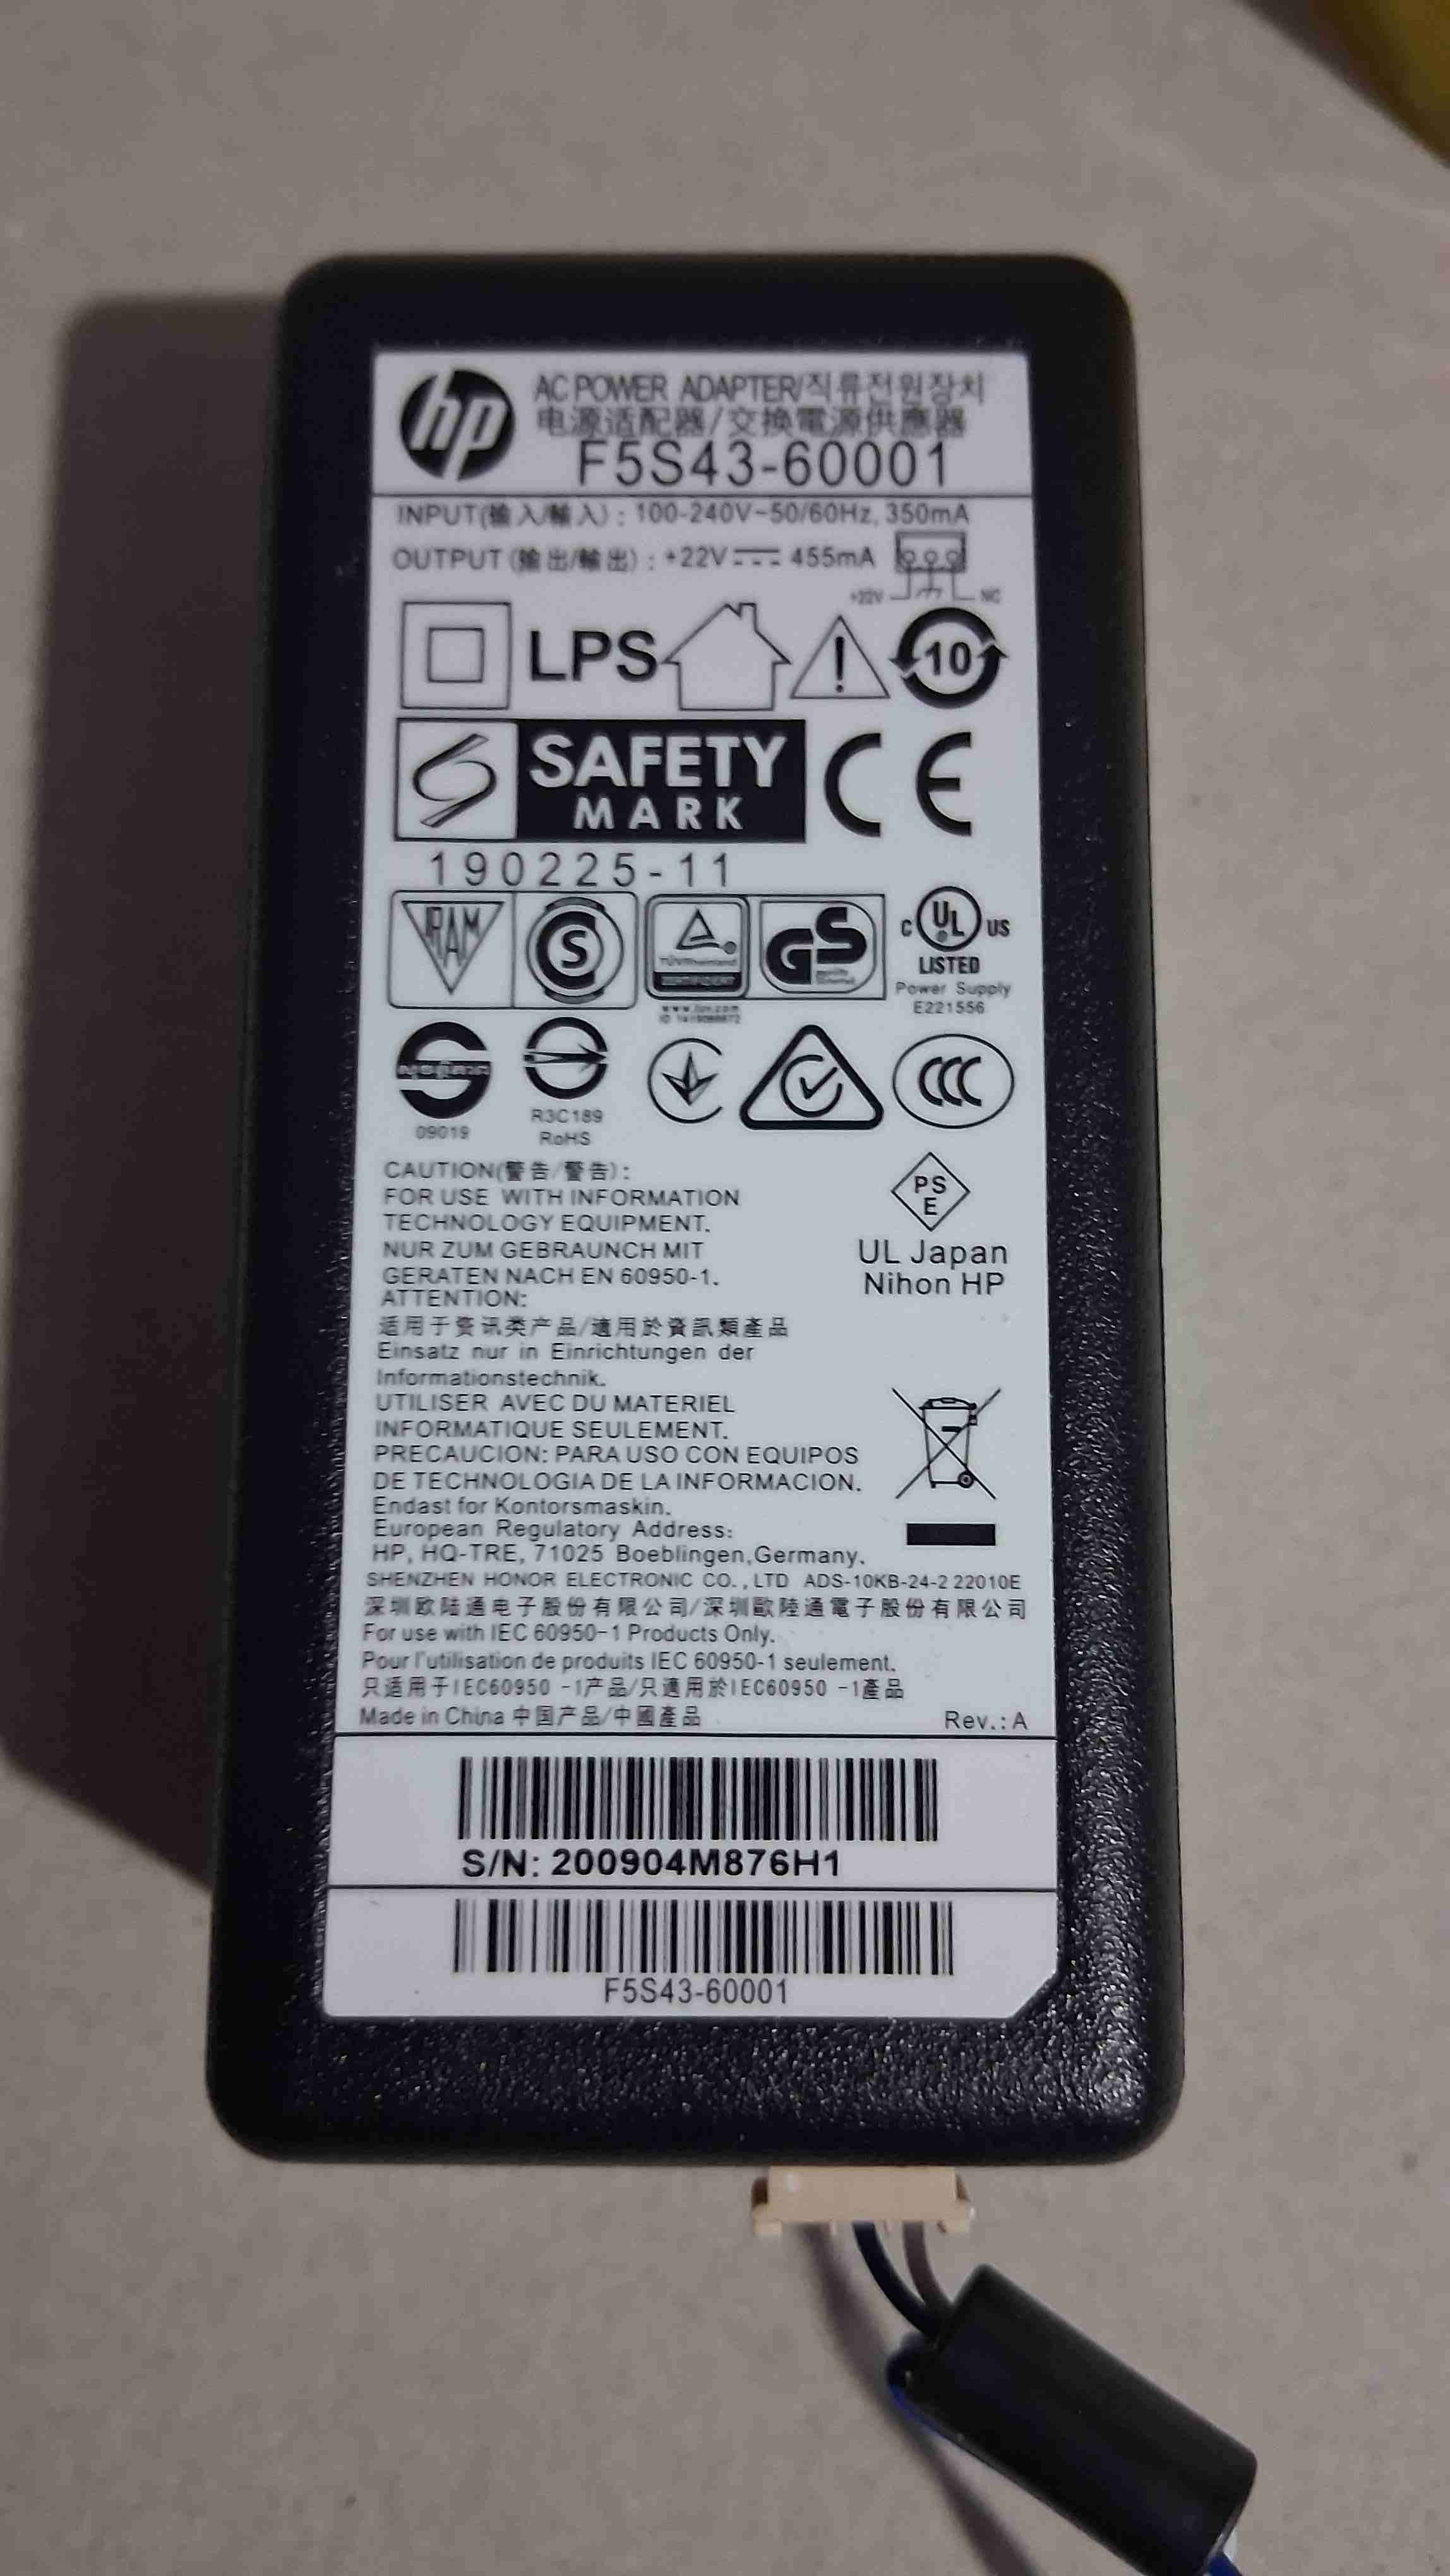 hp
AC POWER ADAPTER/직류전원장치
电源适配器/交換電源供應器
F5S43-60001
INPUT(输入/輸入) : 100-240V~50/60Hz, 350mA
OUTPUT (输出/輸出) : +22V 455mA
+22V NC
LPS
10
SAFETY
MARK
CE
190225-11
IRAM
S
TÜVRheinland
ZERTIFIZIERT
GS
geprüfte
Sicherheit
C UL US
LISTED
Power Supply
E221556
www.tuv.com
09019
R3C189
RoHS
CCC
CAUTION(警告/警告) :
FOR USE WITH INFORMATION
TECHNOLOGY EQUIPMENT.
NUR ZUM GEBRAUNCH MIT
GERATEN NACH EN 60950-1.
ATTENTION:
PS
E
UL Japan
Nihon HP
适用于资讯类产品/適用於資訊類產品
Einsatz nur in Einrichtungen der
Informationstechnik.
UTILISER AVEC DU MATERIEL
INFORMATIQUE SEULEMENT.
PRECAUCION: PARA USO CON EQUIPOS
DE TECHNOLOGIA DE LA INFORMACION.
Endast for Kontorsmaskin.
European Regulatory Address:
HP, HQ-TRE, 71025 Boeblingen,Germany.
SHENZHEN HONOR ELECTRONIC CO., LTD ADS-10KB-24-2 22010E
深圳欧陆通电子股份有限公司/深圳歐陸通電子股份有限公司
For use with IEC 60950-1 Products Only.
Pour l'utilisation de produits IEC 60950-1 seulement.
只适用于IEC60950 -1产品/只適用於IEC60950 -1產品
Made in China 中国产品/中國產品
Rev.: A
S/N: 200904M876H1
F5S43-60001